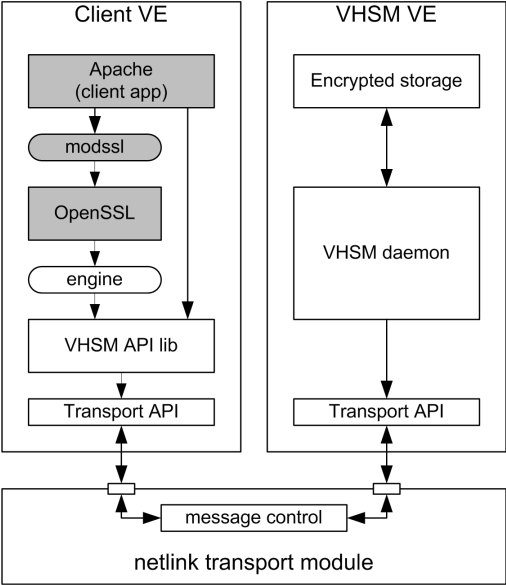 Client VE
Apache
(client app)
modssl
OpenSSL
engine
VHSM API lib
Transport API
VHSM VE
Encrypted storage
VHSM daemon
Transport API
message control
netlink transport module